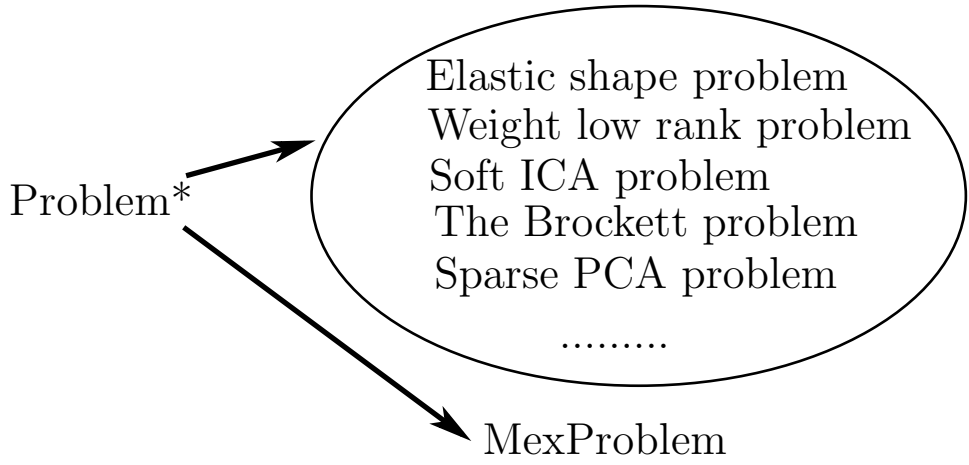 Elastic shape problem
Weight low rank problem
Soft ICA problem
Problem*
The Brockett problem
Sparse PCA problem
.........
MexProblem